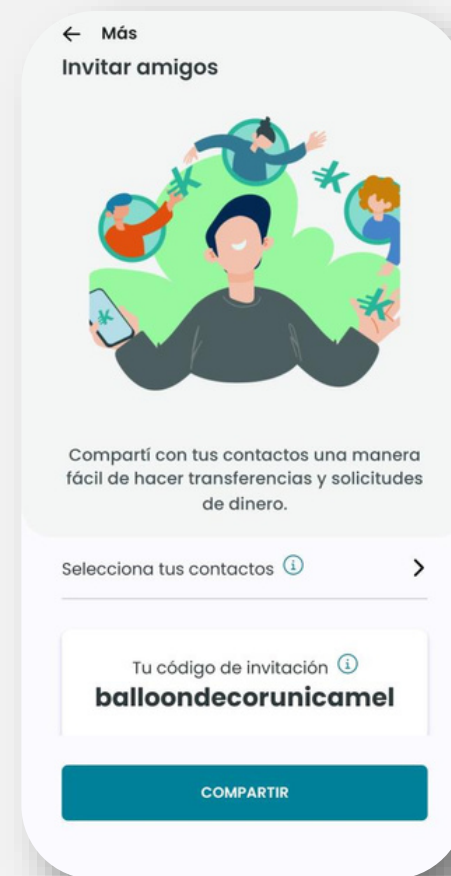 Más
Invitar amigos
Compartí con tus contactos una manera
fácil de hacer transferencias y solicitudes
de dinero.
Selecciona tus contactos
Tu código de invitación
balloondecorunicamel
COMPARTIR